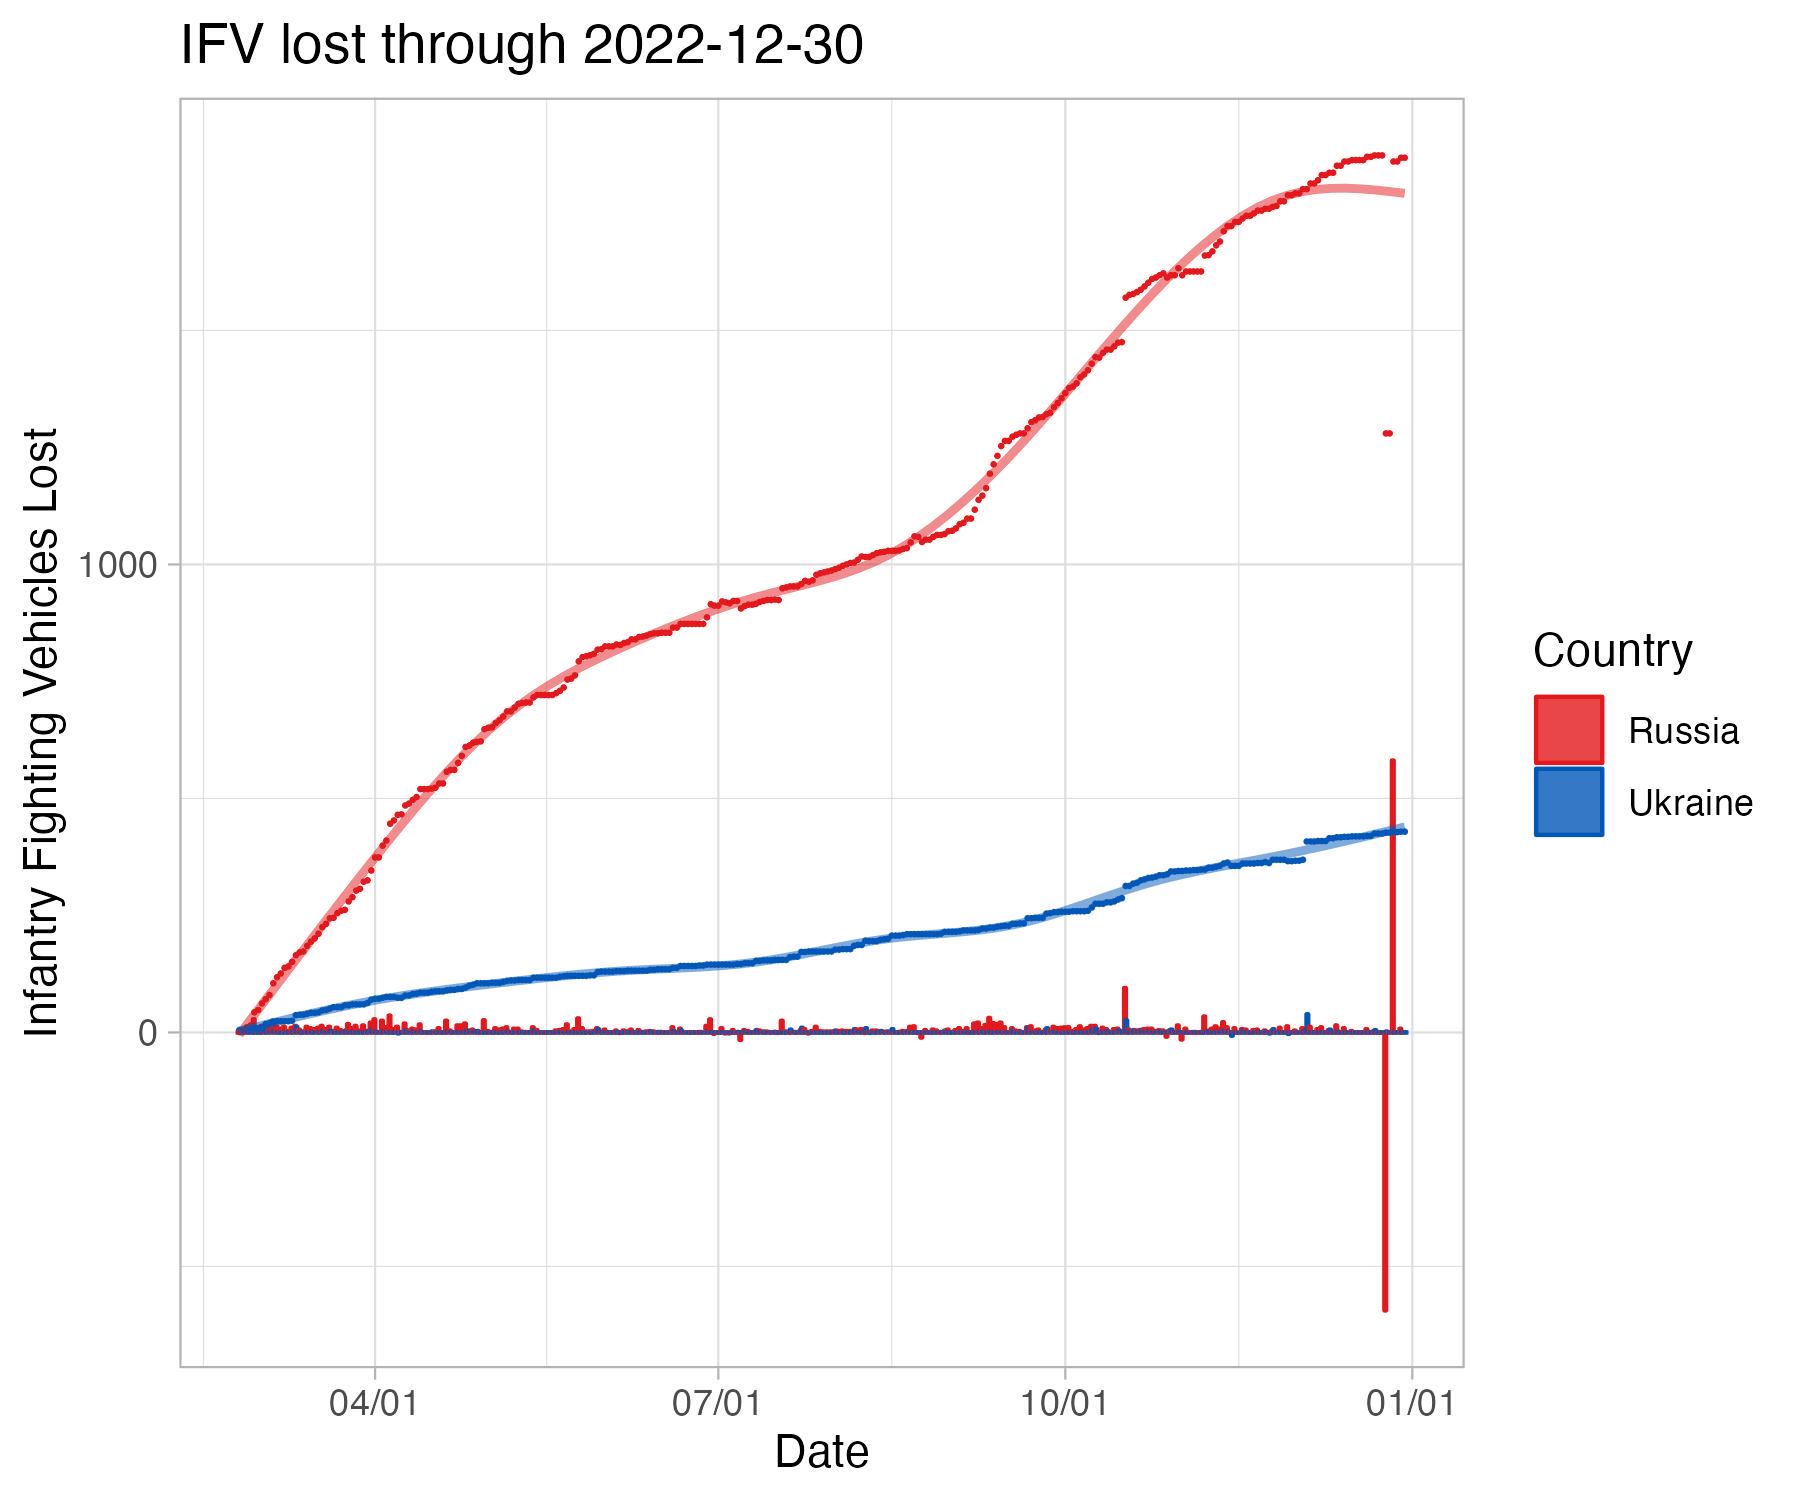 IFV lost through 2022-12-30
Infantry Fighting Vehicles Lost
1000
0
04/01
07/01
10/01
01/01
Date
Country
Russia
Ukraine